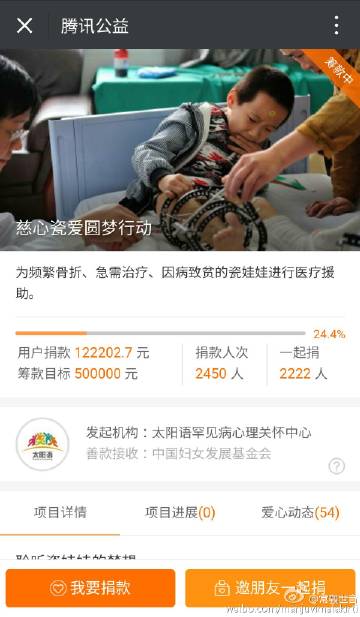 腾讯公益
筹款中
慈心瓷爱圆梦行动
为频繁骨折、急需治疗、因病致贫的瓷娃娃进行医疗援
助。
24.4%
用户捐款 122202.7 元
捐款人次
一起捐
筹款目标 500000 元
2450 人
2222 人
太阳语
发起机构：太阳语罕见病心理关怀中心
善款接收：中国妇女发展基金会
项目详情
项目进展(0)
爱心动态(54)
我要捐款
邀朋友一起捐